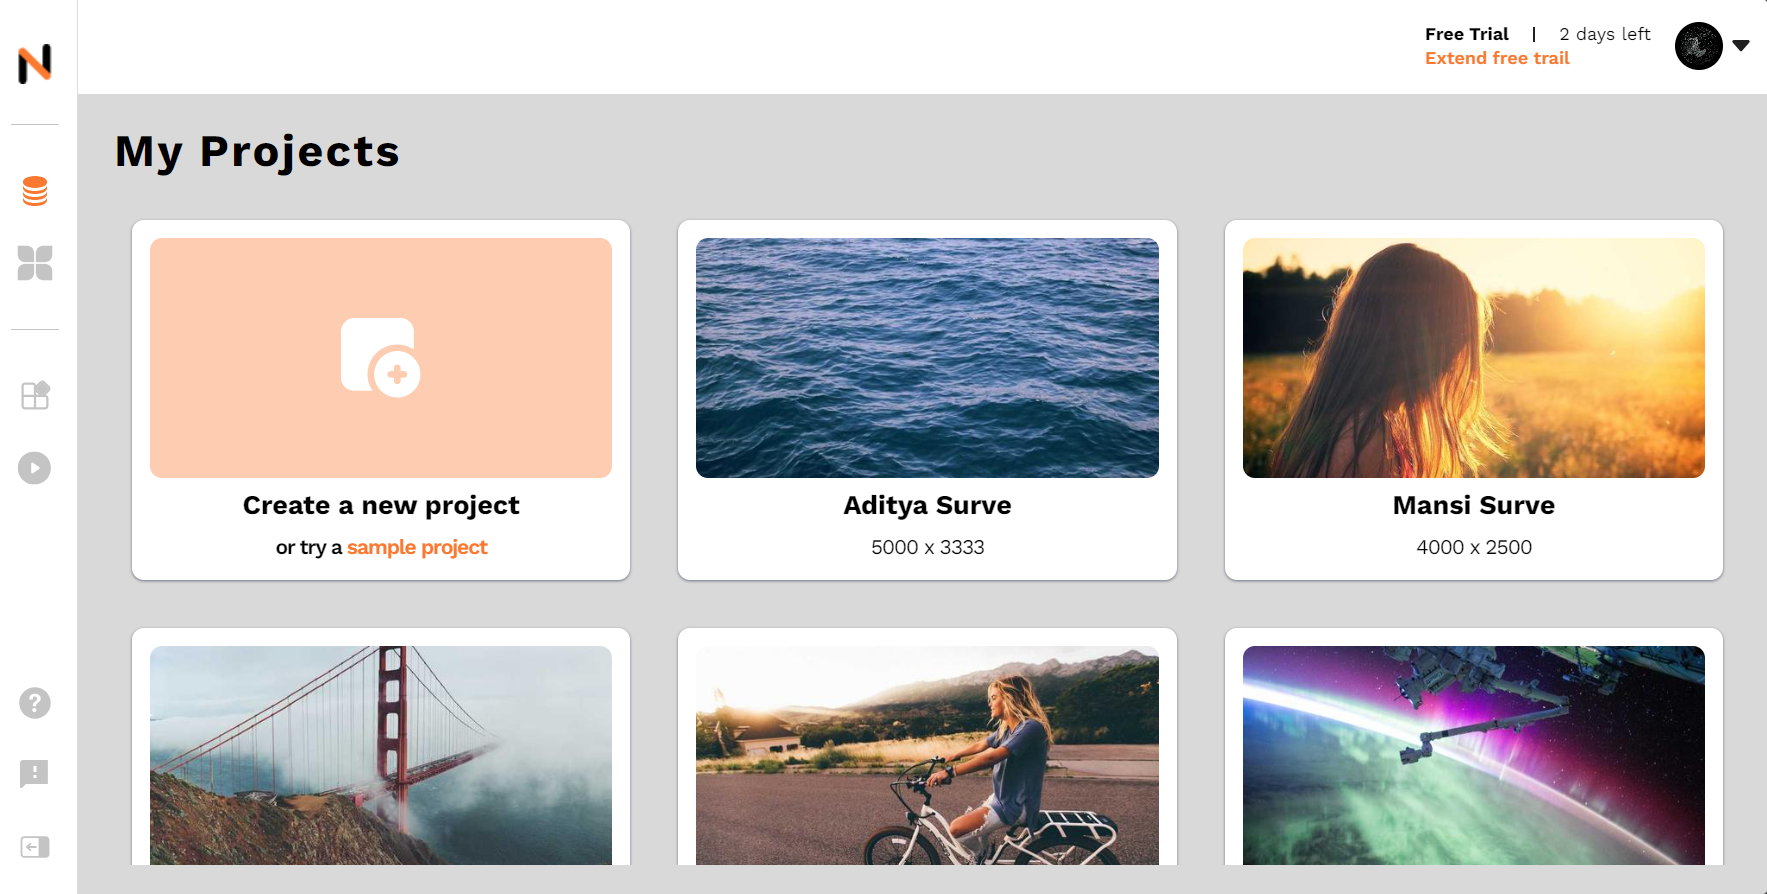 N
Free Trial | 2 days left
Extend free trail
My Projects
Create a new project
or try a sample project
Aditya Surve
5000 x 3333
Mansi Surve
4000 x 2500